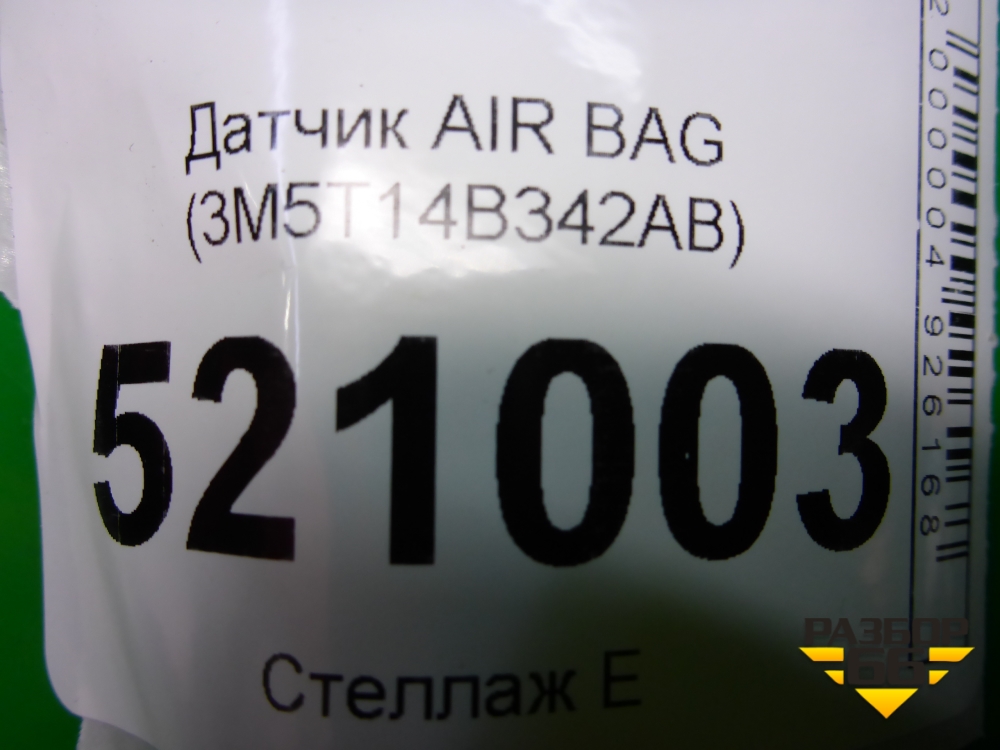 Датчик AIR BAG
(3M5T14B342AB)
521003
Стеллаж E
2000004926168
РАЗБОР
66